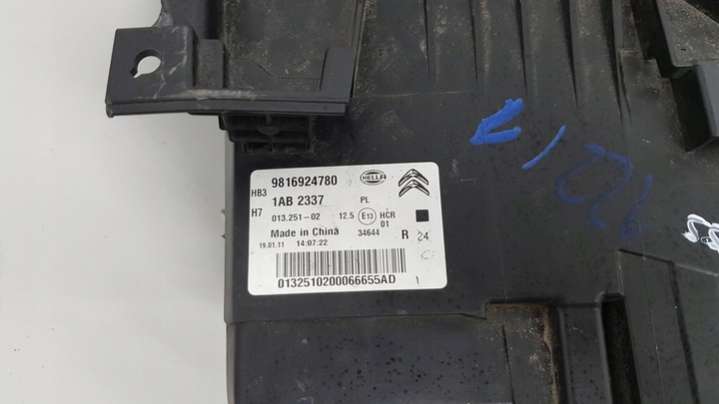 9816924780
HB3
HELLA
1AB 2337
PL
H7
013.251-02 12.5 E13 HCR
01
Made in China 34644 R 24
19.01.11 14:07:22
0132510200066655AD
1